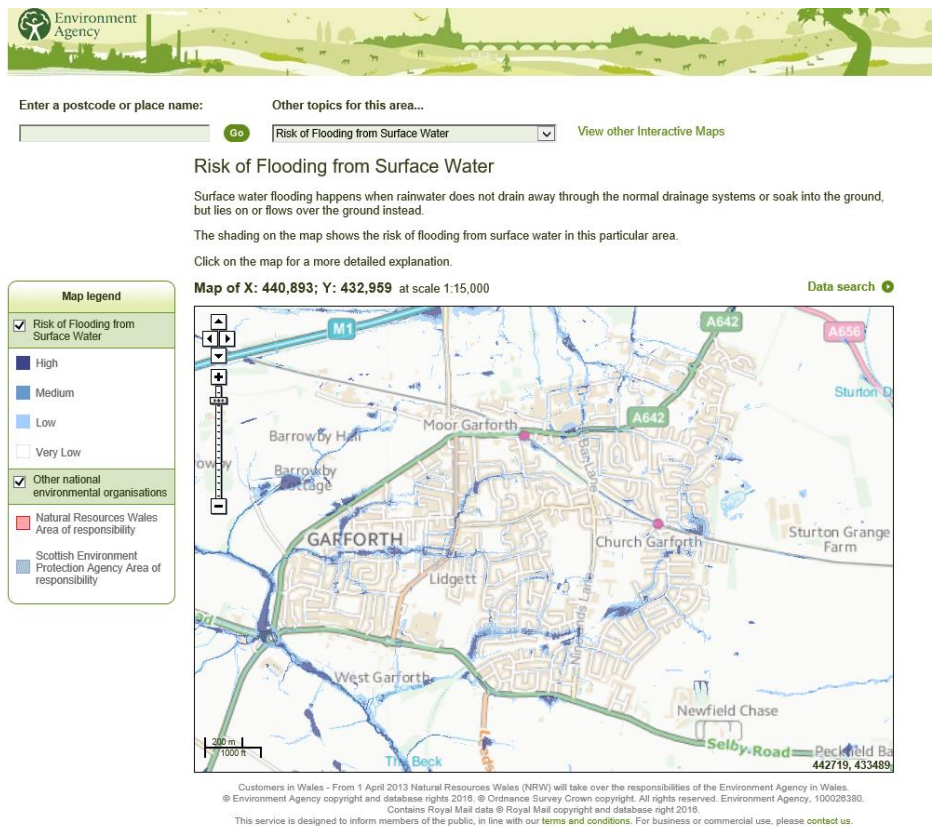 Environment
Agency
Enter a postcode or place name:
Other topics for this area...
Go
Risk of Flooding from Surface Water
View other Interactive Maps
Risk of Flooding from Surface Water
Surface water flooding happens when rainwater does not drain away through the normal drainage systems or soak into the ground,
but lies on or flows over the ground instead.
The shading on the map shows the risk of flooding from surface water in this particular area.
Click on the map for a more detailed explanation.
Map of X: 440,893; Y: 432,959 at scale 1:15,000
Data search
Map legend
Risk of Flooding from
Surface Water
High
Medium
Low
Very Low
Other national
environmental organisations
Natural Resources Wales
Area of responsibility
Scottish Environment
Protection Agency Area of
responsibility
M1
A642
A656
Sturton
A642
Moor Garforth
Barrowby
Barrowby
Cottage
GARFORTH
Church Garforth
Sturton Grange
Farm
Lidgett
Ninelands Lane
West Garforth
Newfield Chase
Selby Road
Peckfield Ba
The Beck
200 m
1000 ft
442719, 433489
Customers in Wales - From 1 April 2013 Natural Resources Wales (NRW) will take over the responsibilities of the Environment Agency in Wales.
© Environment Agency copyright and database rights 2016. © Ordnance Survey Crown copyright. All rights reserved. Environment Agency, 100026380.
Contains Royal Mail data © Royal Mail copyright and database right 2016.
This service is designed to inform members of the public, in line with our terms and conditions. For business or commercial use, please contact us.